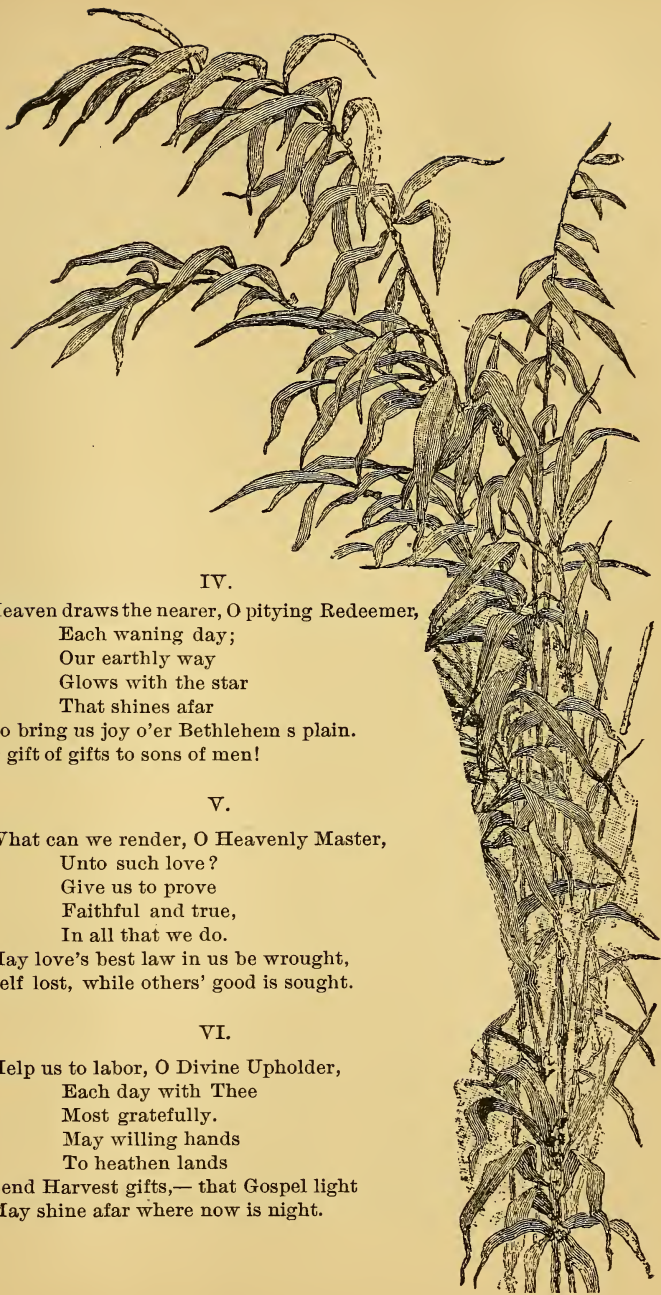 IV.
eaven draws the nearer, O pitying Redeemer,
Each waning day;
Our earthly way
Glows with the star
That shines afar
o bring us joy o'er Bethlehem s plain.
gift of gifts to sons of men!
V.
hat can we render, O Heavenly Master,
Unto such love?
Give us to prove
Faithful and true,
In all that we do.
ay love's best law in us be wrought,
elf lost, while others' good is sought.
VI.
elp us to labor, O Divine Upholder,
Each day with Thee
Most gratefully.
May willing hands
To heathen lands
end Harvest gifts,— that Gospel light
ay shine afar where now is night.